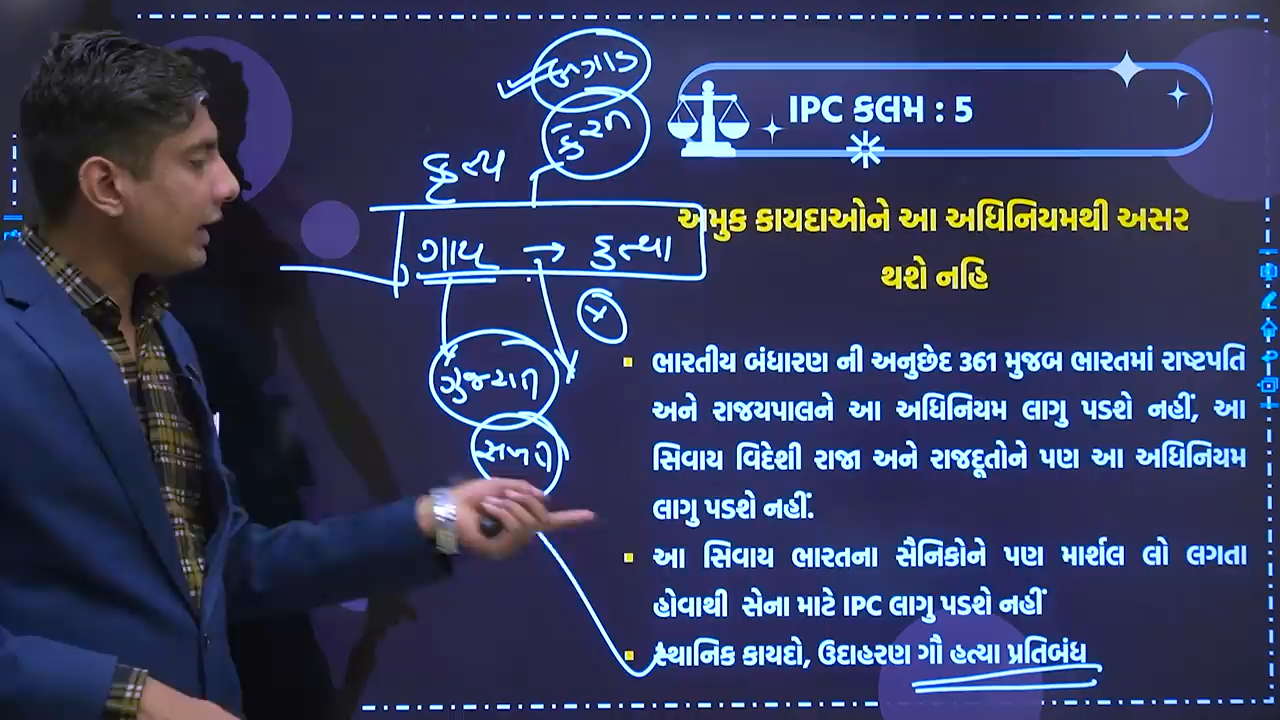 IPC કલમ : 5
અમુક કાયદાઓને આ અધિનિયમથી અસર
થશે નહિ
કૃત્ય
ગાય → હત્યા
ગુજરાત
▪ ભારતીય બંધારણ ની અનુછેદ 361 મુજબ ભારતમાં રાષ્ટ્રપતિ
અને રાજયપાલને આ અધિનિયમ લાગુ પડશે નહીં, આ
સિવાય વિદેશી રાજા અને રાજદૂતોને પણ આ અધિનિયમ
લાગુ પડશે નહીં.
▪ આ સિવાય ભારતના સૈનિકોને પણ માર્શલ લો લગતા
હોવાથી સેના માટે IPC લાગુ પડશે નહીં
▪ સ્થાનિક કાયદો, ઉદાહરણ ગૌ હત્યા પ્રતિબંધ